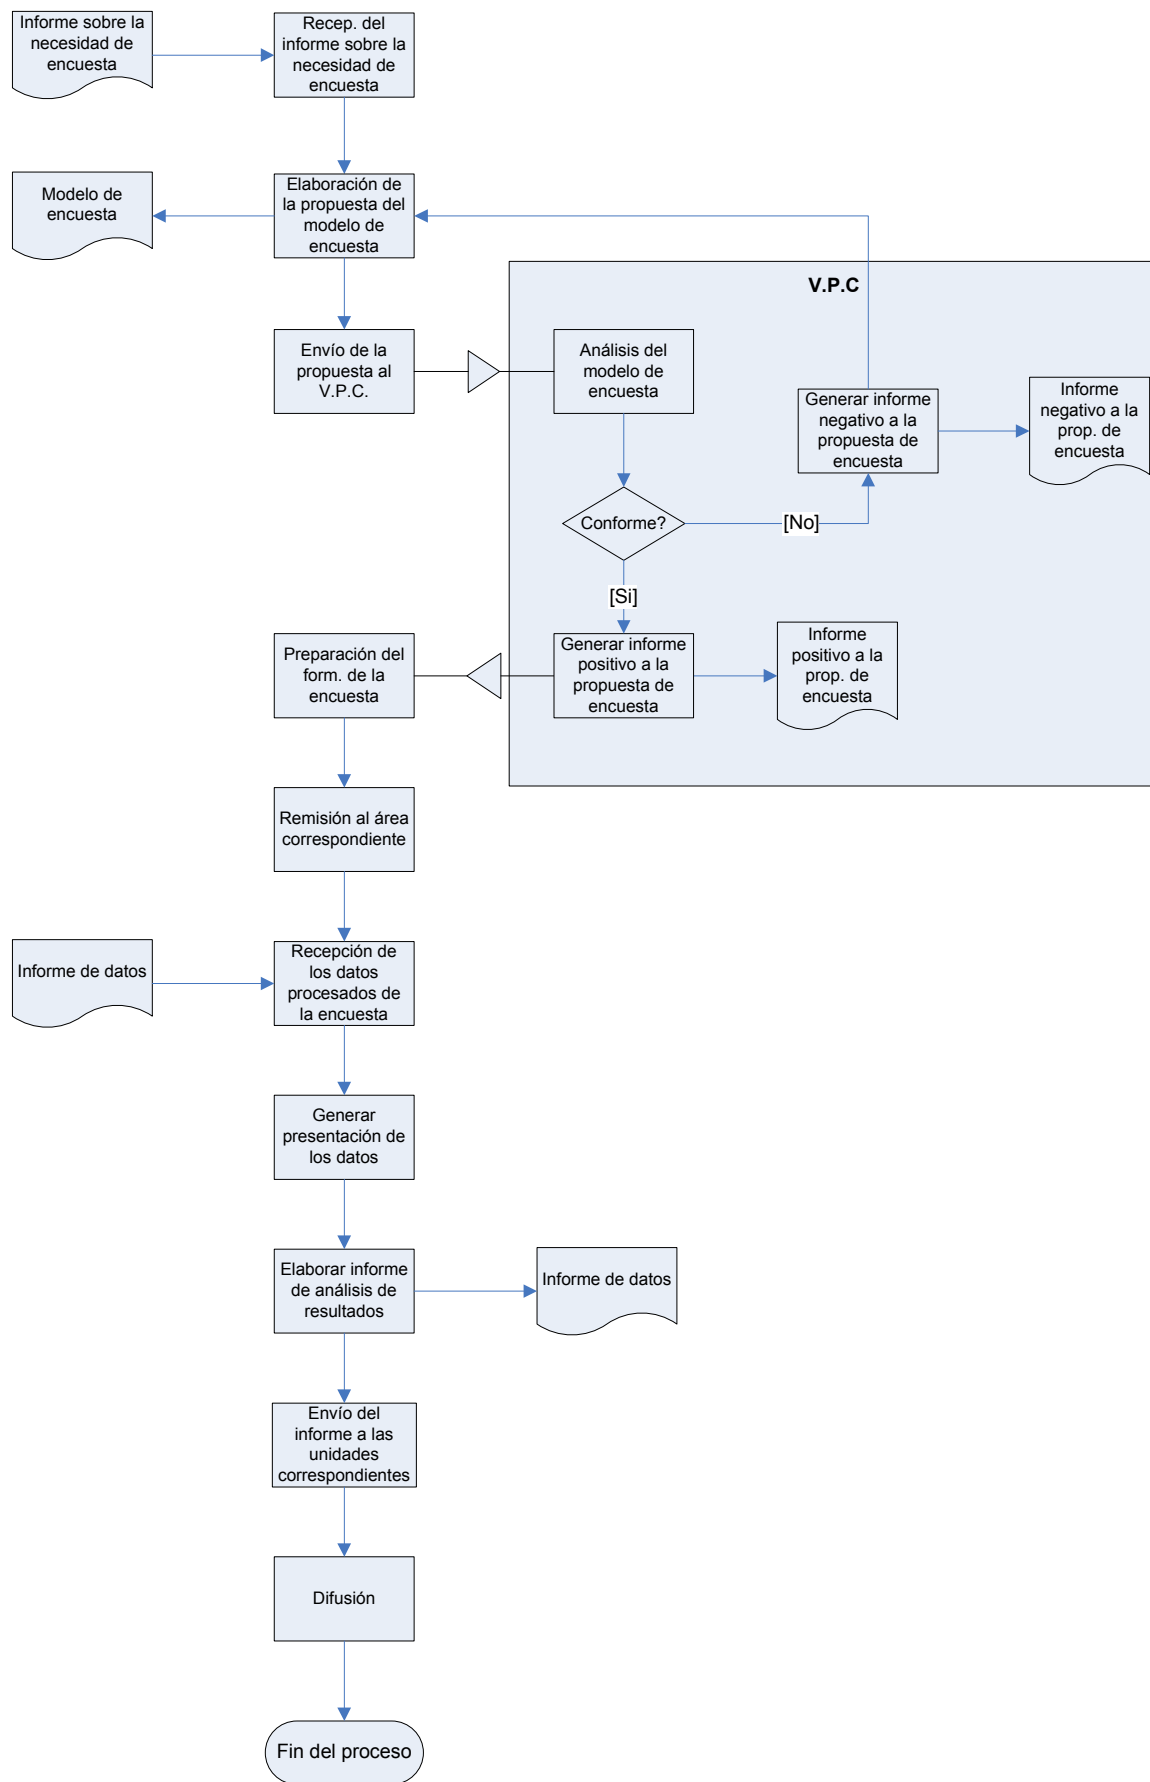 Informe sobre la
necesidad de
encuesta
Recep. del
informe sobre la
necesidad de
encuesta
Modelo de
encuesta
Elaboración de
la propuesta del
modelo de
encuesta
V.P.C
Envío de la
propuesta al
V.P.C.
Análisis del
modelo de
encuesta
Generar informe
negativo a la
propuesta de
encuesta
Informe
negativo a la
prop. de
encuesta
Conforme?
[No]
[Si]
Preparación del
form. de la
encuesta
Generar informe
positivo a la
propuesta de
encuesta
Informe
positivo a la
prop. de
encuesta
Remisión al área
correspondiente
Informe de datos
Recepción de
los datos
procesados de
la encuesta
Generar
presentación de
los datos
Elaborar informe
de análisis de
resultados
Informe de datos
Envío del
informe a las
unidades
correspondientes
Difusión
Fin del proceso